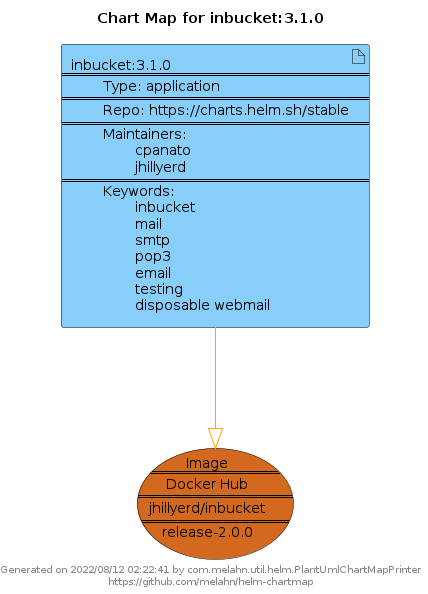 Chart Map for inbucket:3.1.0
inbucket:3.1.0
Type: application
Repo: https://charts.helm.sh/stable
Maintainers:
cpanato
jhillyerd
Keywords:
inbucket
mail
smtp
pop3
email
testing
disposable webmail
Image
Docker Hub
jhillyerd/inbucket
release-2.0.0
Generated on 2022/08/12 02:22:41 by com.melahn.util.helm.PlantUmlChartMapPrinter
https://github.com/melahn/helm-chartmap